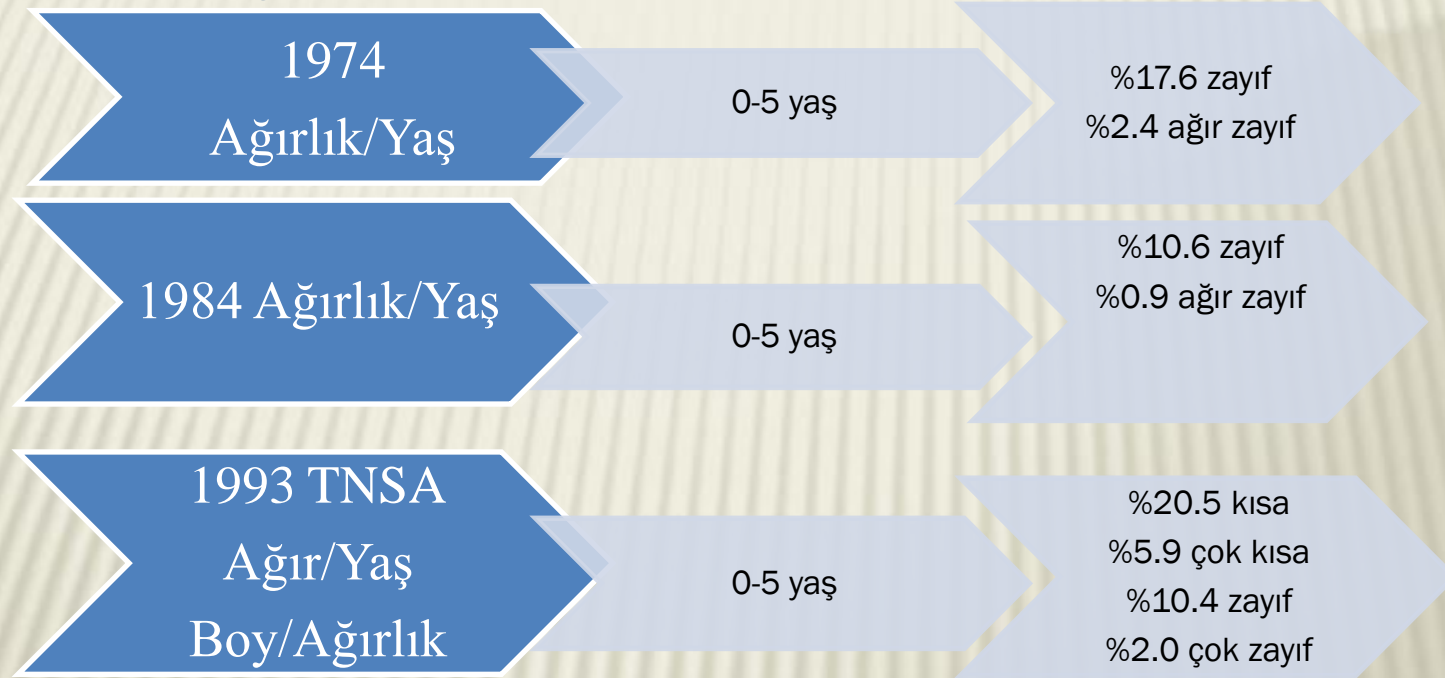 1974
Ağırlık/Yaş
0-5 yaş
%17.6 zayıf
%2.4 ağır zayıf
1984 Ağırlık/Yaş
0-5 yaş
%10.6 zayıf
%0.9 ağır zayıf
1993 TNSA
Ağır/Yaş
Boy/Ağırlık
0-5 yaş
%20.5 kısa
%5.9 çok kısa
%10.4 zayıf
%2.0 çok zayıf